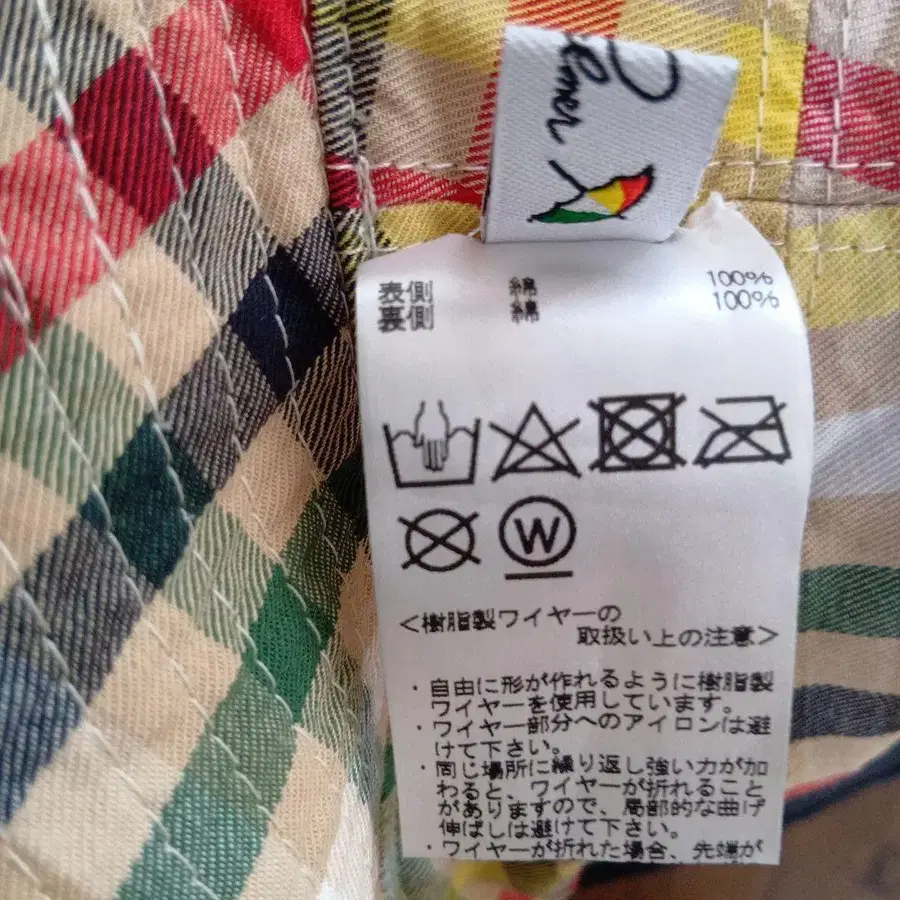 Palmer
表側 綿 100%
裏側 綿 100%
W
<樹脂製ワイヤーの
取扱い上の注意>
・自由に形が作れるように樹脂製
ワイヤーを使用しています。
・ワイヤー部分へのアイロンは避
けて下さい。
・同じ場所に繰り返し強い力が加
わると、ワイヤーが折れること
がありますので、局部的な曲げ
伸ばしは避けて下さい。
・ワイヤーが折れた場合、先端が